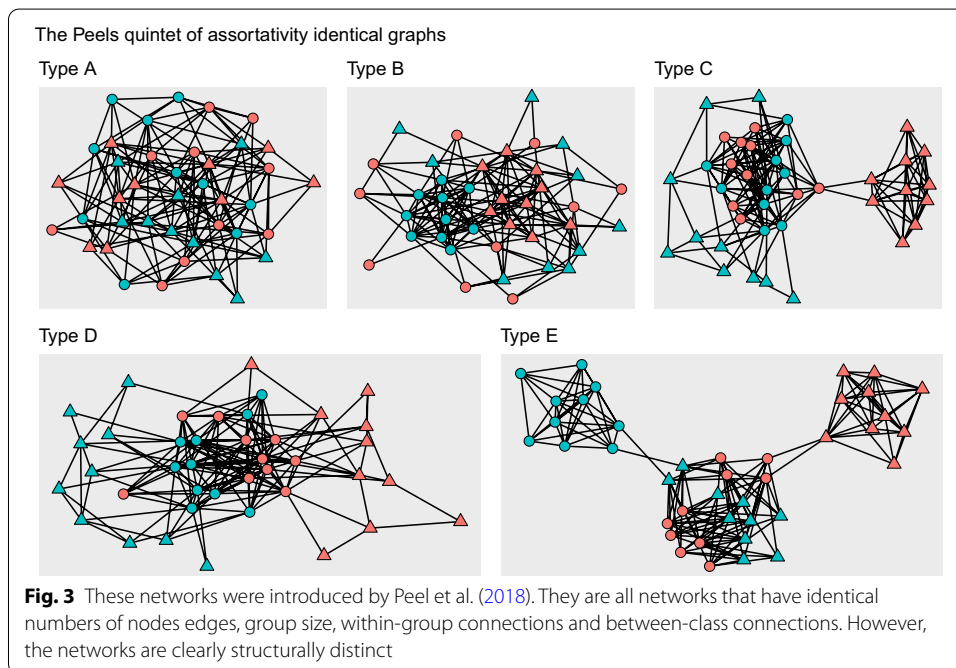 The Peels quintet of assortativity identical graphs
Type A
Type B
Type C
Type D
Type E
Fig. 3 These networks were introduced by Peel et al. (2018). They are all networks that have identical
numbers of nodes edges, group size, within-group connections and between-class connections. However,
the networks are clearly structurally distinct